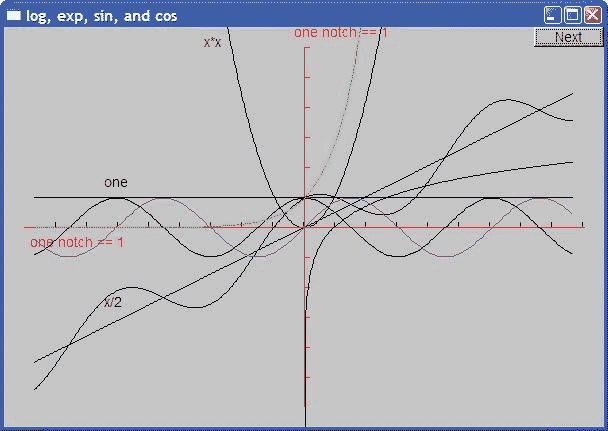 log, exp, sin, and cos
one notch == 1
x*x
Next
one
one notch == 1
x/2